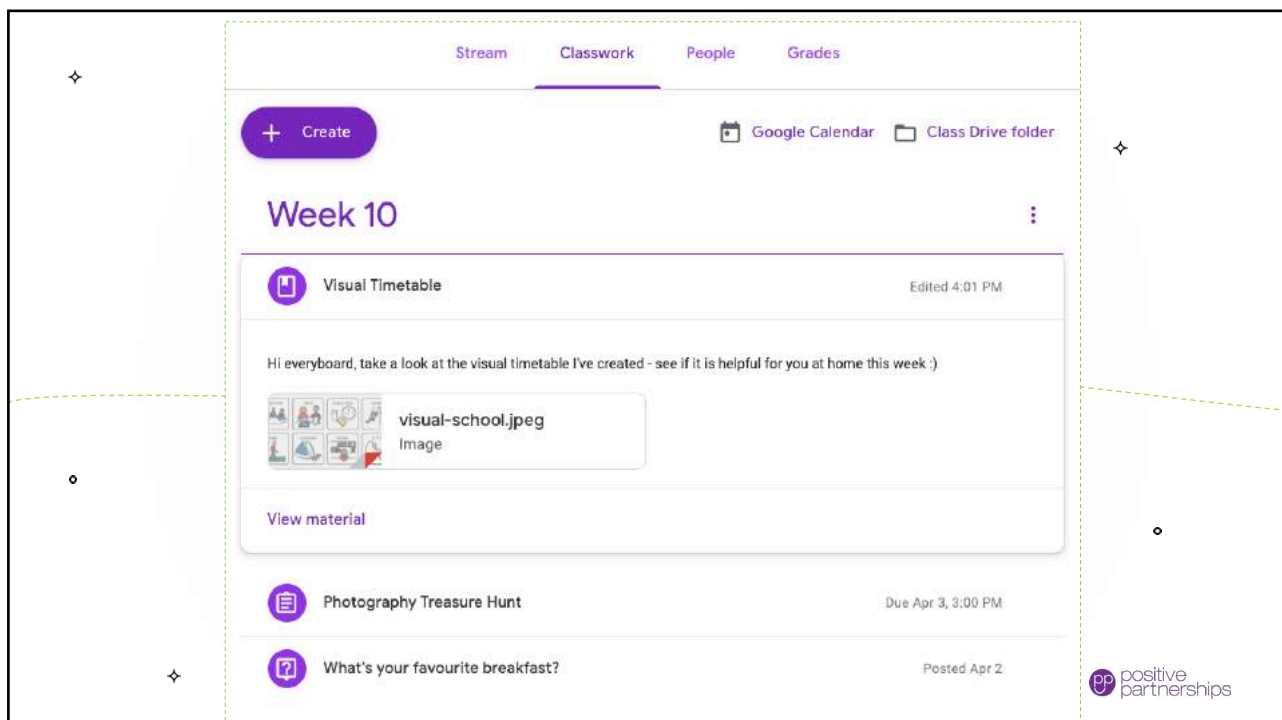 Stream Classwork People Grades
+ Create
Google Calendar Class Drive folder
Week 10
Visual Timetable Edited 4:01 PM
Hi everyboard, take a look at the visual timetable I've created - see if it is helpful for you at home this week :)
visual-school.jpeg
Image
View material
Photography Treasure Hunt Due Apr 3, 3:00 PM
What's your favourite breakfast? Posted Apr 2
pp positive
partnerships